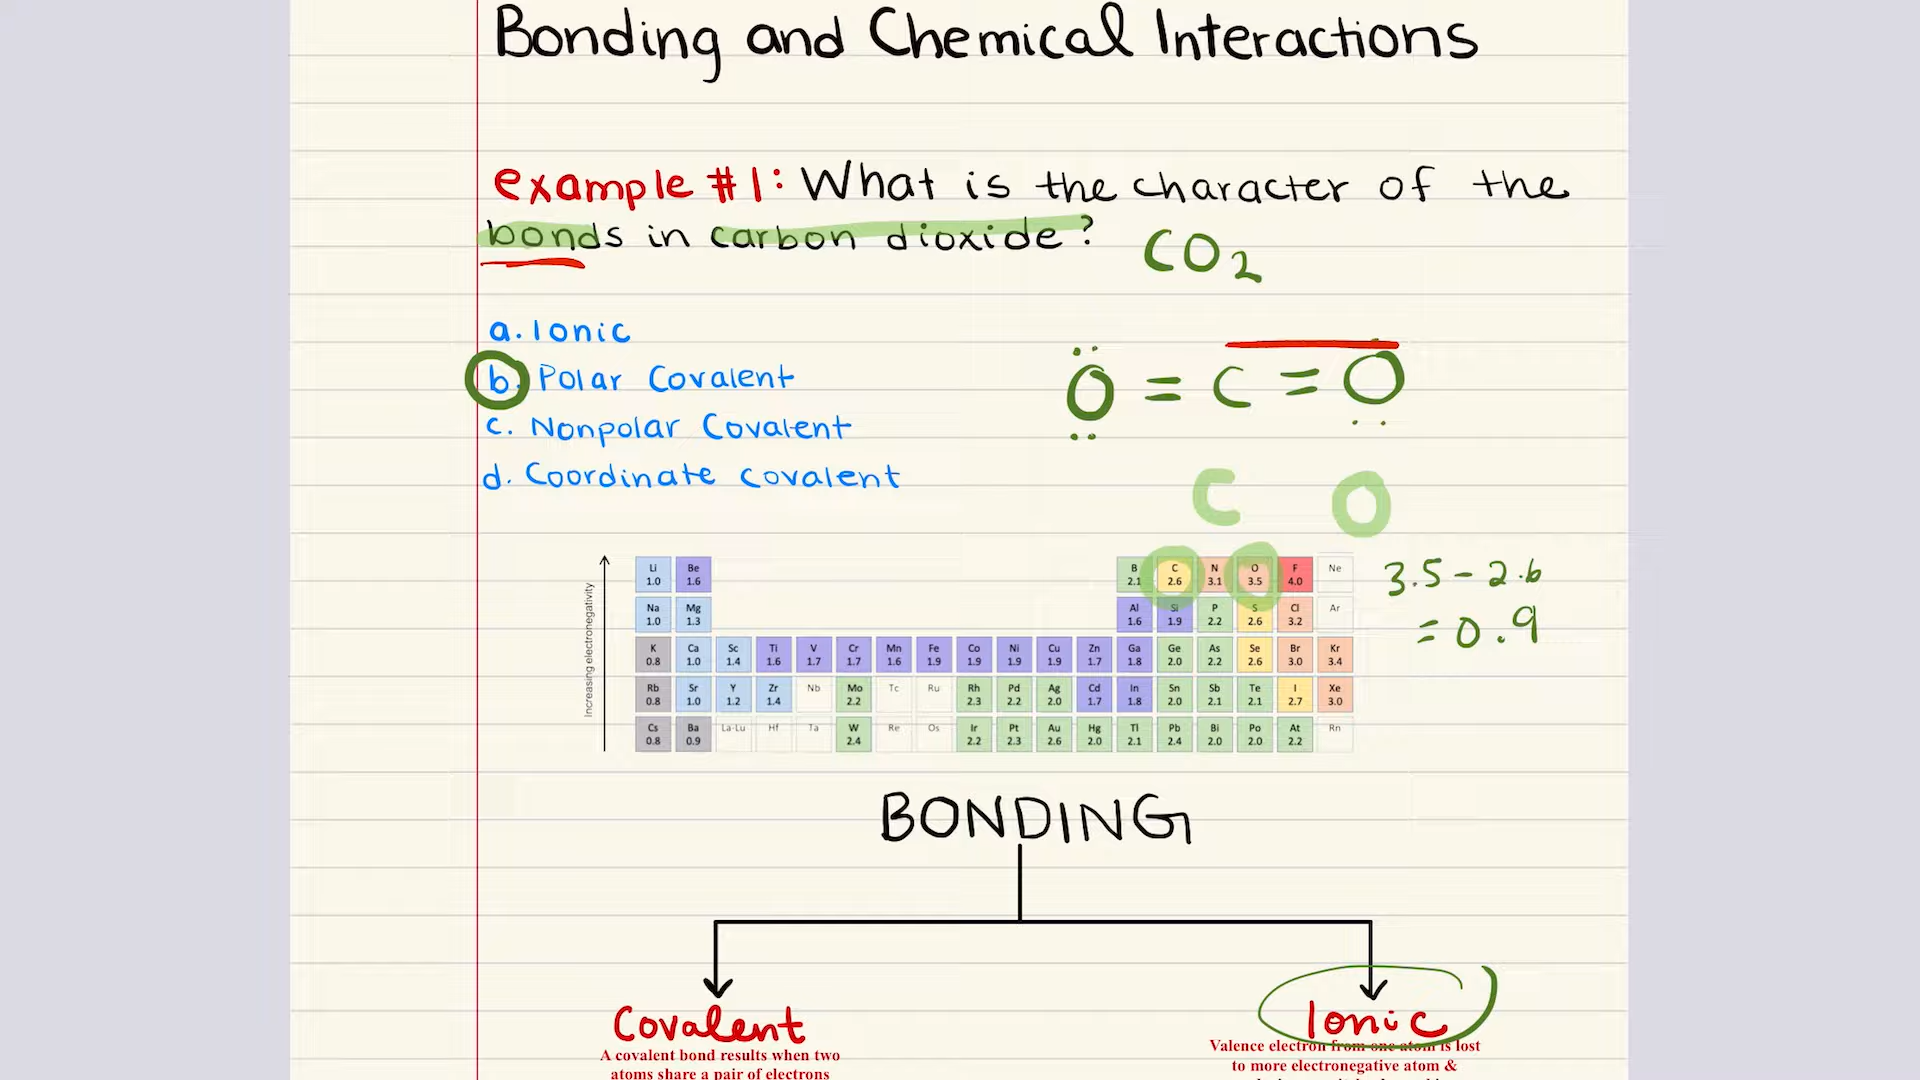 Bonding and Chemical Interactions
example #1: What is the character of the
bonds in carbon dioxide?
CO2
a. Ionic
b. Polar Covalent
c. Nonpolar Covalent
d. Coordinate covalent
O = C = O
C O
Increasing electronegativity
Li Be B C N O F Ne
1.0 1.6 2.1 2.6 3.1 3.5 4.0
Na Mg Al Si P S Cl Ar
1.0 1.3 1.6 1.9 2.2 2.6 3.2
K Ca Sc Ti V Cr Mn Fe Co Ni Cu Zn Ga Ge As Se Br Kr
0.8 1.0 1.4 1.6 1.7 1.7 1.6 1.9 1.9 1.9 1.9 1.7 1.8 2.0 2.2 2.6 3.0 3.4
Rb Sr Y Zr Nb Mo Tc Ru Rh Pd Ag Cd In Sn Sb Te I Xe
0.8 1.0 1.2 1.4 2.2 2.3 2.2 2.0 1.7 1.8 2.0 2.1 2.1 2.7 3.0
Cs Ba La-Lu Hf Ta W Re Os Ir Pt Au Hg Tl Pb Bi Po At Rn
0.8 0.9 2.4 2.2 2.3 2.6 2.0 2.1 2.4 2.0 2.0 2.2
3.5 - 2.6
= 0.9
BONDING
Covalent
A covalent bond results when two
atoms share a pair of electrons
Ionic
Valence electron from one atom is lost
to more electronegative atom &